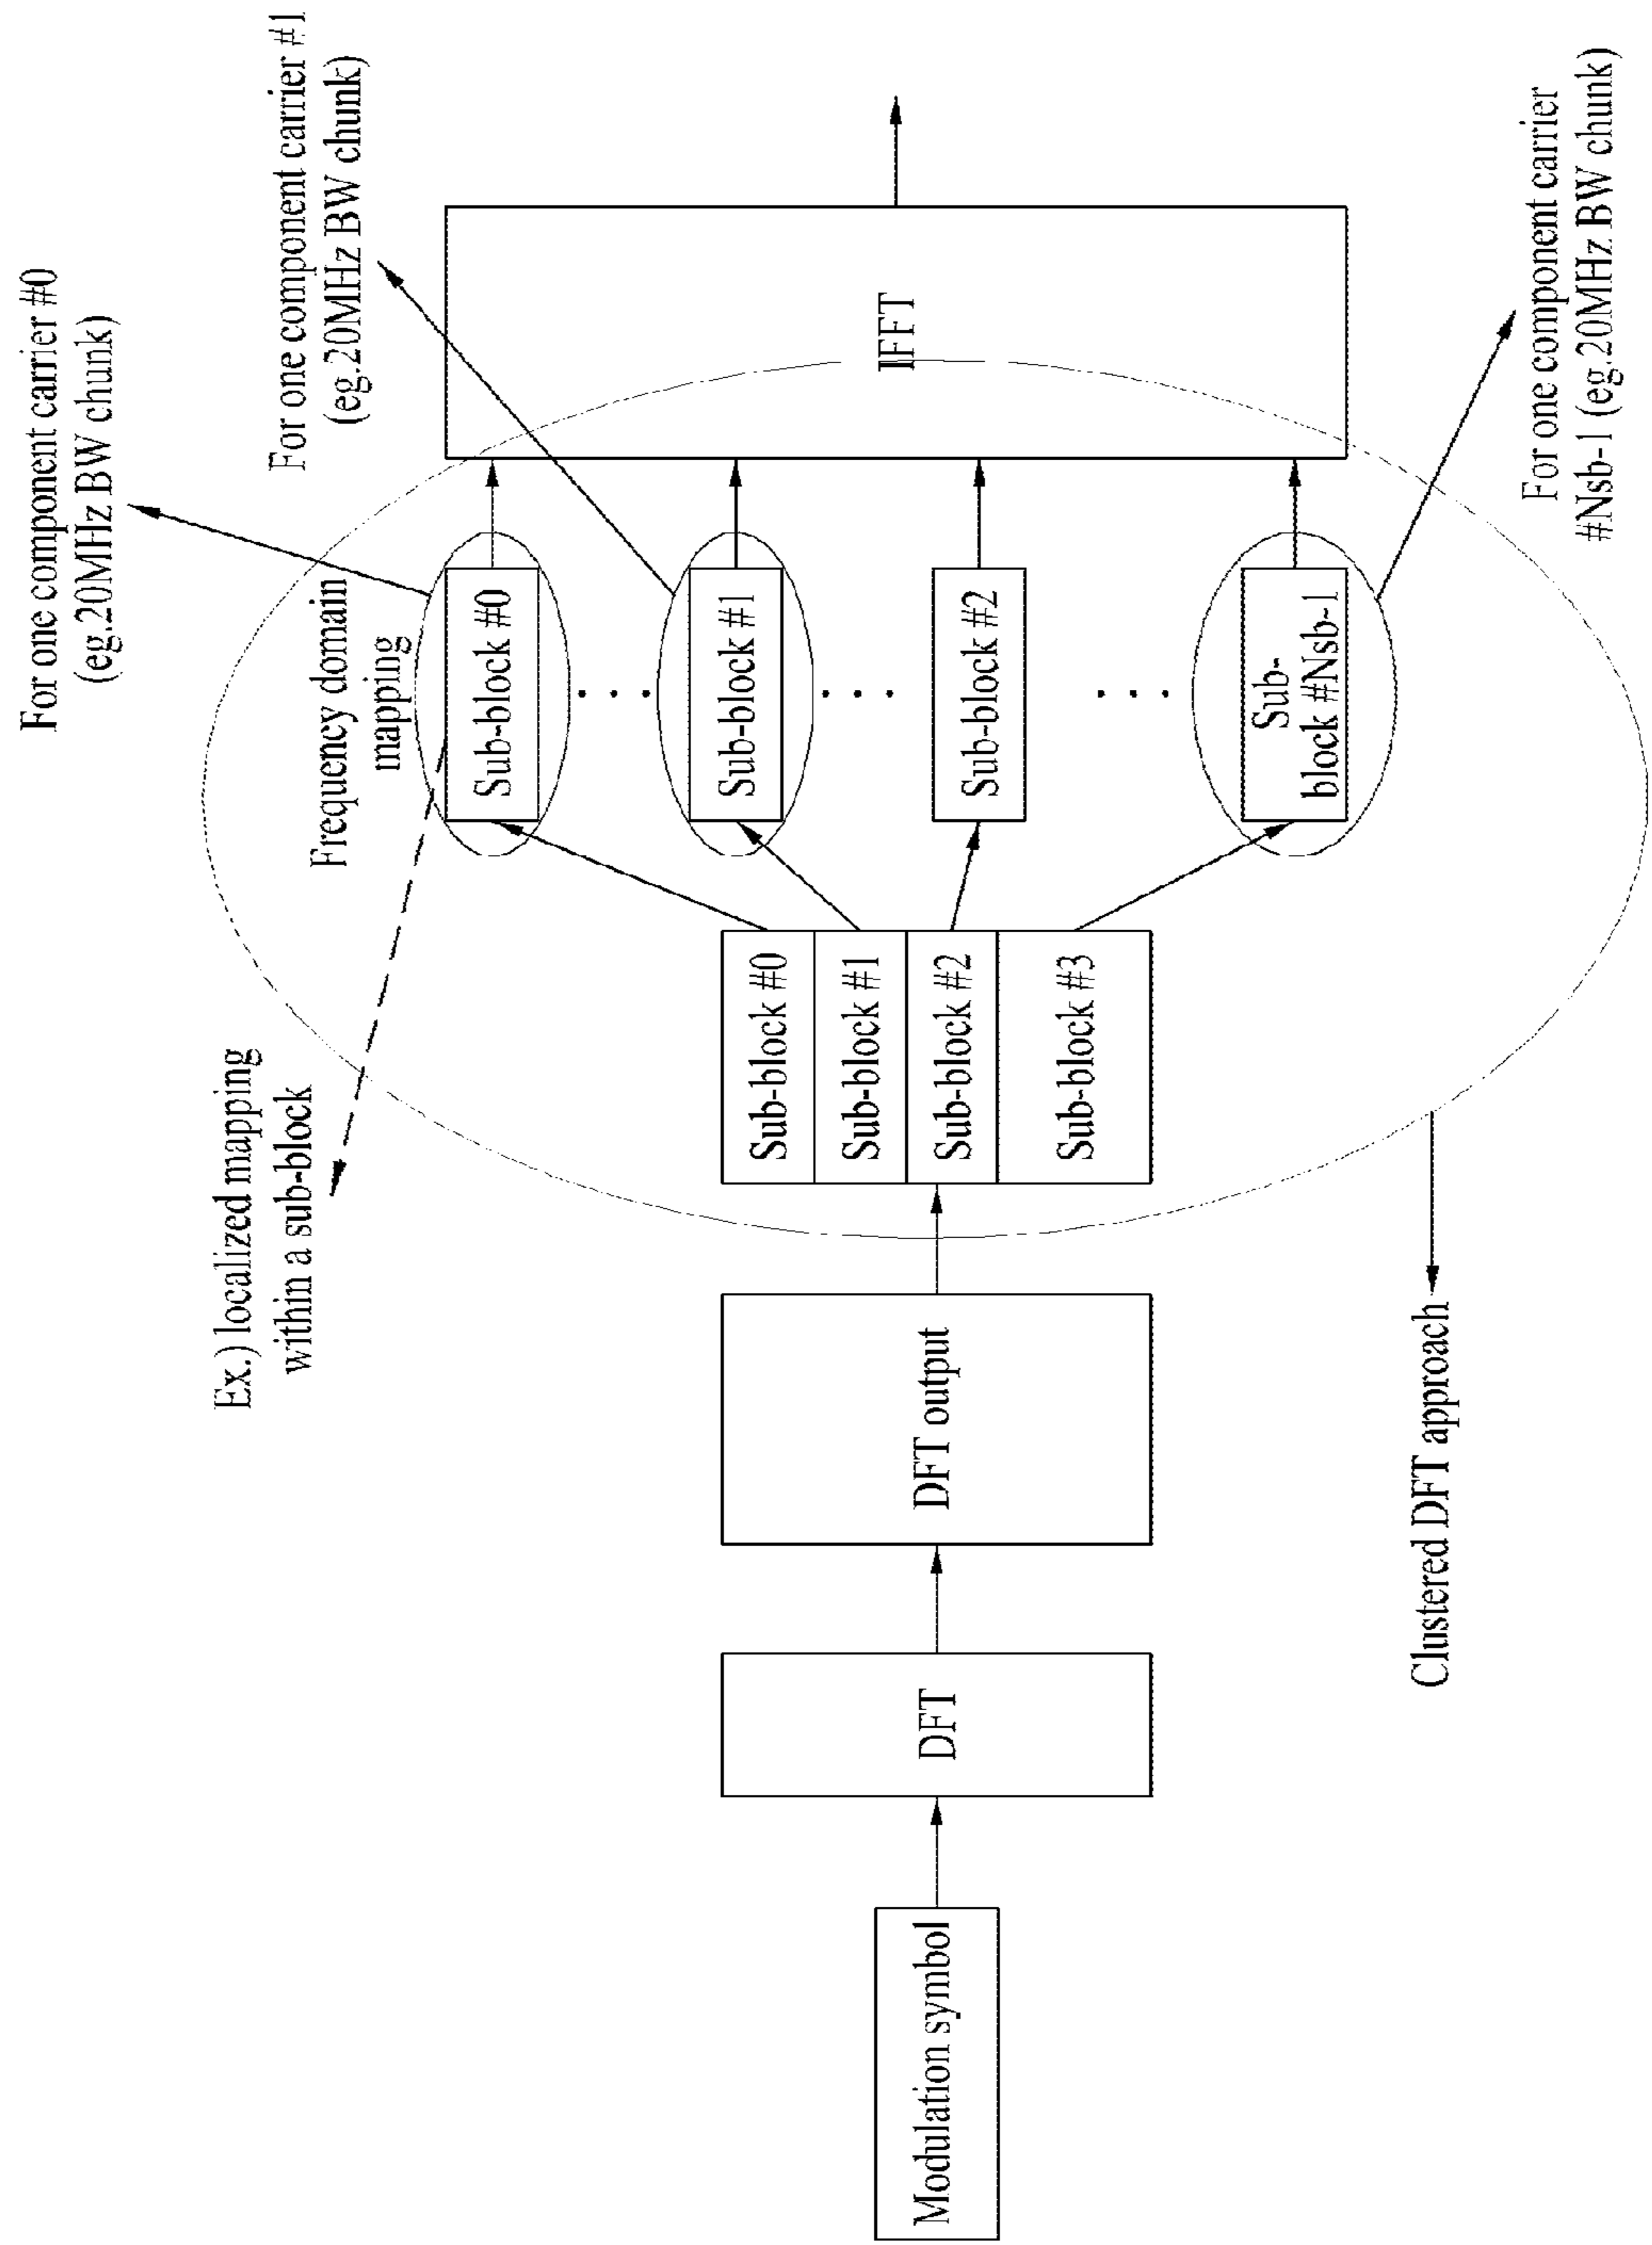 For one component carrier #0
(eg.20MHz BW chunk)
For one component carrier #1
(eg.20MHz BW chunk)
Ex.) localized mapping
within a sub-block
Frequency domain
mapping
Modulation symbol
DFT
DFT output
Sub-block #0
Sub-block #1
Sub-block #2
Sub-block #3
Sub-block #0
Sub-block #1
Sub-block #2
Sub-
block #Nsb-1
IFFT
Clustered DFT approach
For one component carrier
#Nsb-1 (eg.20MHz BW chunk)